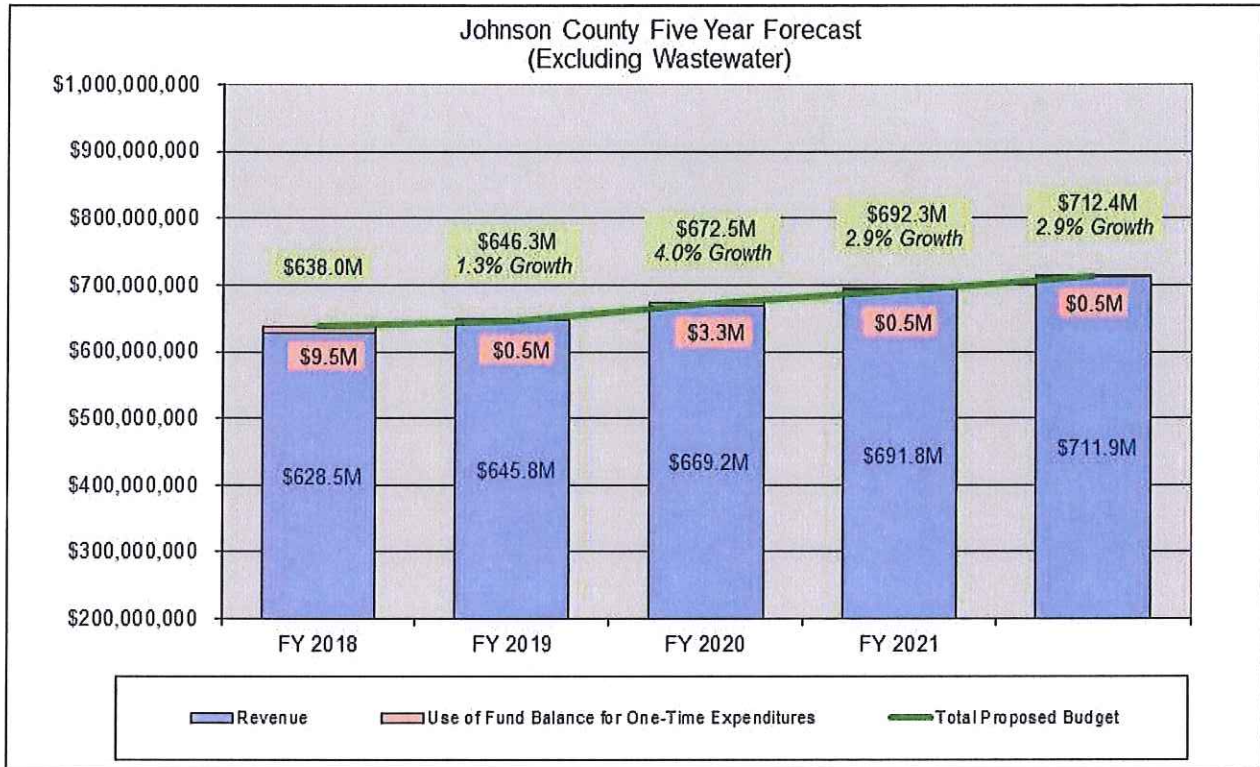 Johnson County Five Year Forecast
(Excluding Wastewater)
$1,000,000,000
$900,000,000
$800,000,000
$700,000,000
$600,000,000
$500,000,000
$400,000,000
$300,000,000
$200,000,000
$638.0M
$646.3M
1.3% Growth
$672.5M
4.0% Growth
$692.3M
2.9% Growth
$712.4M
2.9% Growth
$9.5M
$0.5M
$3.3M
$0.5M
$0.5M
$628.5M
$645.8M
$669.2M
$691.8M
$711.9M
FY 2018
FY 2019
FY 2020
FY 2021
Revenue
Use of Fund Balance for One-Time Expenditures
Total Proposed Budget